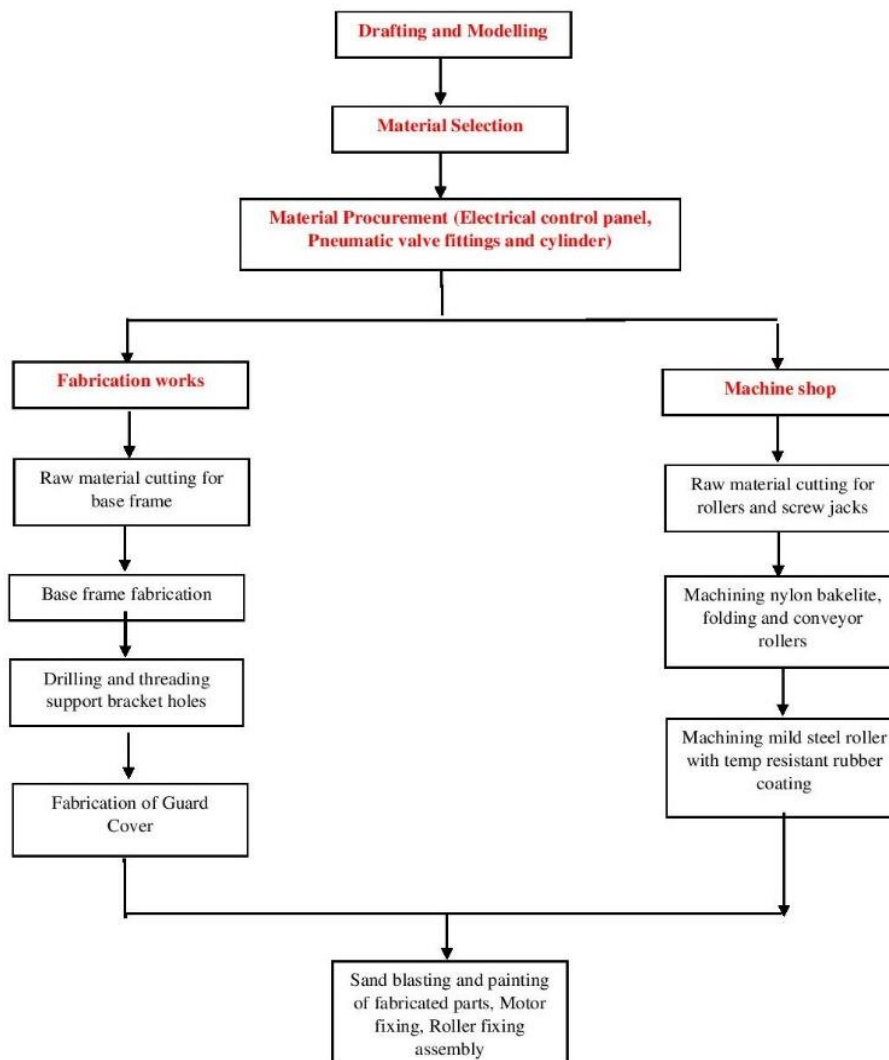 Drafting and Modelling
Material Selection
Material Procurement (Electrical control panel,
Pneumatic valve fittings and cylinder)
Fabrication works
Raw material cutting for
base frame
Base frame fabrication
Drilling and threading
support bracket holes
Fabrication of Guard
Cover
Machine shop
Raw material cutting for
rollers and screw jacks
Machining nylon bakelite,
folding and conveyor
rollers
Machining mild steel roller
with temp resistant rubber
coating
Sand blasting and painting
of fabricated parts, Motor
fixing, Roller fixing
assembly